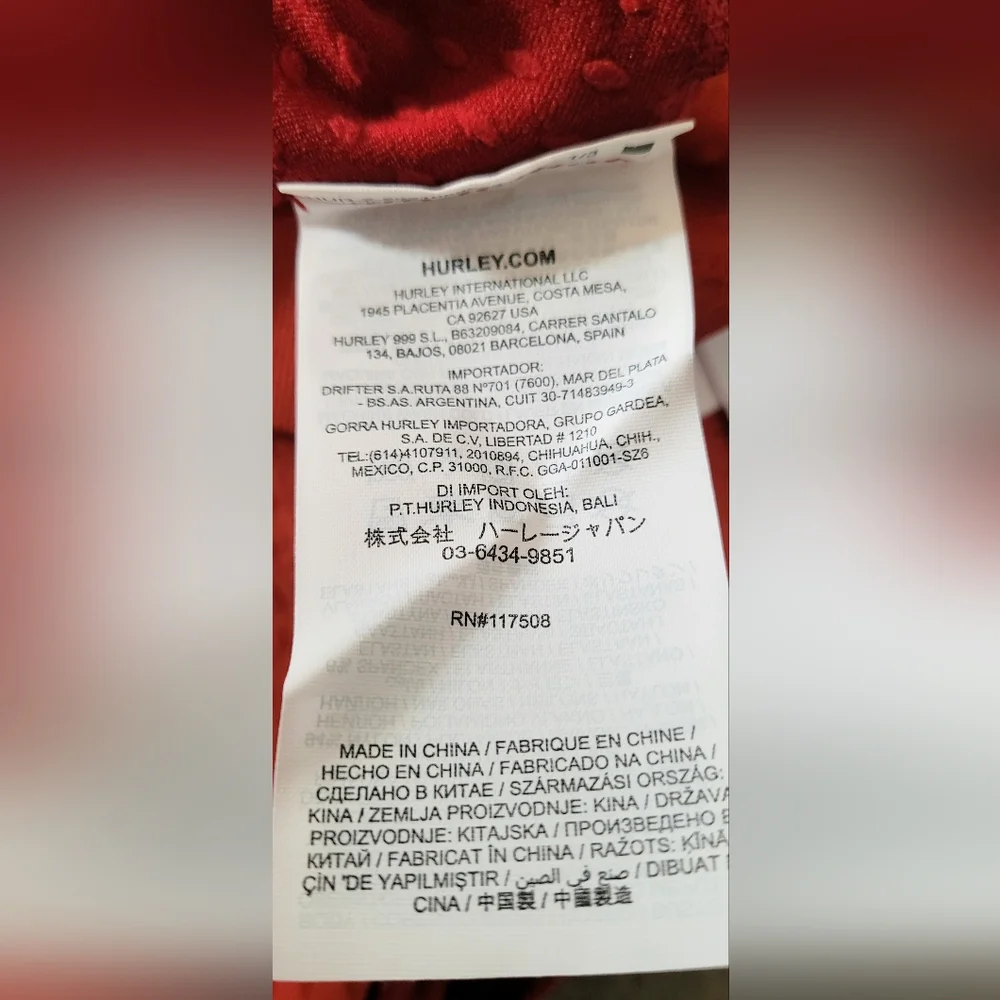 HURLEY.COM
HURLEY INTERNATIONAL LLC
1945 PLACENTIA AVENUE, COSTA MESA,
CA 92627 USA
HURLEY 999 S.L., B63209084, CARRER SANTALO
134, BAJOS, 08021 BARCELONA, SPAIN
IMPORTADOR:
DRIFTER S.A.RUTA 88 Nº701 (7600), MAR DEL PLATA
- BS.AS. ARGENTINA, CUIT 30-71483949-3
GORRA HURLEY IMPORTADORA, GRUPO GARDEA,
S.A. DE C.V, LIBERTAD # 1210
TEL:(614)4107911, 2010894, CHIHUAHUA, CHIH.,
MEXICO, C.P. 31000, R.F.C. GGA-011001-SZ6
DI IMPORT OLEH:
P.T.HURLEY INDONESIA, BALI
株式会社 ハーレージャパン
03-6434-9851
RN#117508
MADE IN CHINA / FABRIQUE EN CHINE /
HECHO EN CHINA / FABRICADO NA CHINA /
СДЕЛАНО В КИТАЕ / SZÁRMAZÁSI ORSZÁG:
KINA / ZEMLJA PROIZVODNJE: KINA / DRŽAVA
PROIZVODNJE: KITAJSKA / ПРОИЗВЕДЕНО В
КИТАЙ / FABRICAT ÎN CHINA / RAŽOTS: ĶĪNĀ
ÇİN 'DE YAPILMIŞTIR / صنع في الصين / DIBUAT
CINA / 中国製 / 中國製造